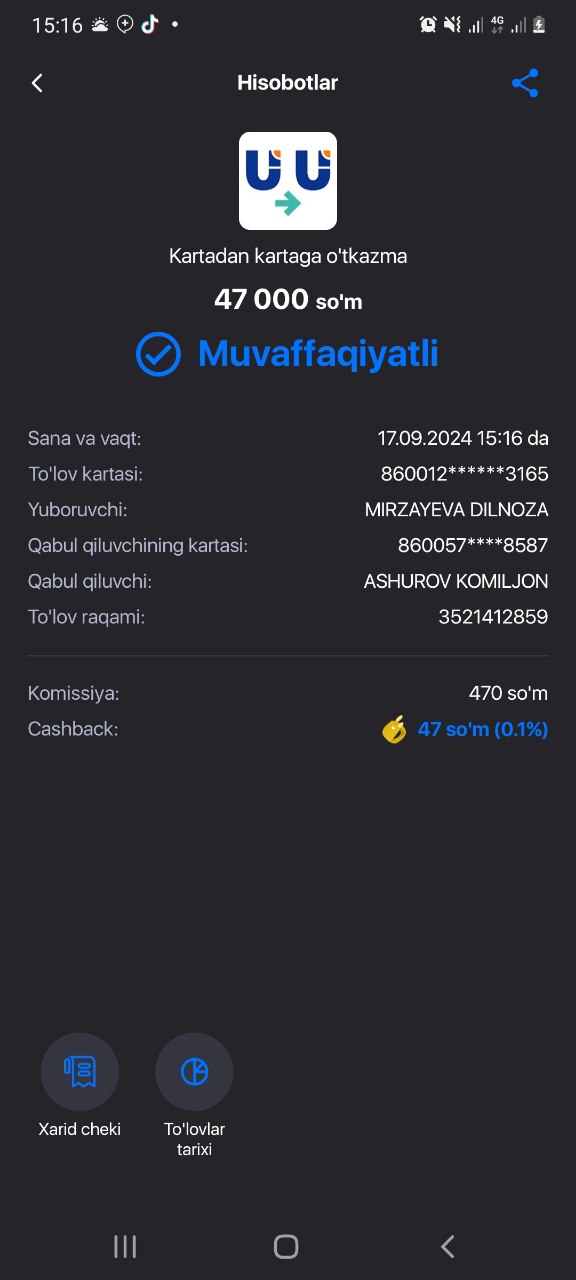 15:16
4G
Hisobotlar
Kartadan kartaga o'tkazma
47 000 so'm
Muvaffaqiyatli
Sana va vaqt: 17.09.2024 15:16 da
To'lov kartasi: 860012******3165
Yuboruvchi: MIRZAYEVA DILNOZA
Qabul qiluvchining kartasi: 860057****8587
Qabul qiluvchi: ASHUROV KOMILJON
To'lov raqami: 3521412859
Komissiya: 470 so'm
Cashback: 47 so'm (0.1%)
Xarid cheki
To'lovlar
tarixi